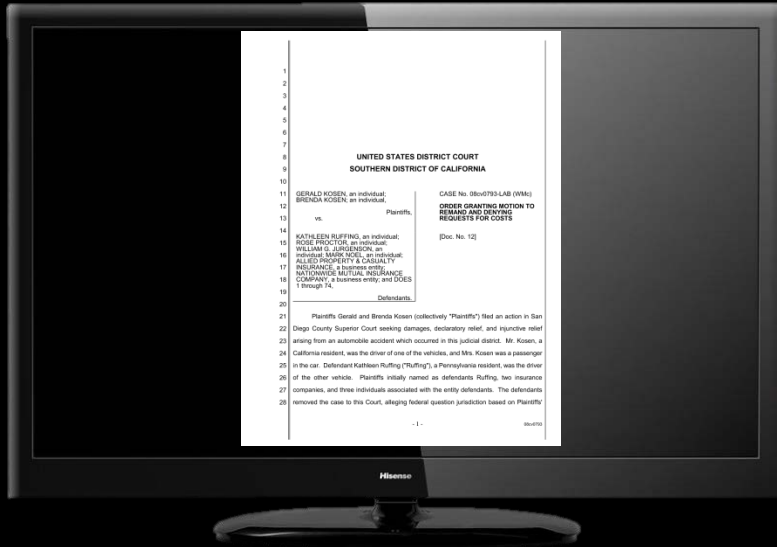 1
2
3
4
5
6
7
8 UNITED STATES DISTRICT COURT
9 SOUTHERN DISTRICT OF CALIFORNIA
10
11
12
13
14
15
16
17
18
19
20
GERALD KOSEN, an individual;
BRENDA KOSEN; an individual,
Plaintiffs,
vs.
KATHLEEN RUFFING, an individual;
ROSE PROCTOR, an individual;
WILLIAM G. JURGENSON, an
individual; MARK NOEL, an individual;
ALLIED PROPERTY & CASUALTY
INSURANCE, a business entity;
NATIONWIDE MUTUAL INSURANCE
COMPANY, a business entity; and DOES
1 through 74,
Defendants.
CASE No. 08cv0793-LAB (WMc)
ORDER GRANTING MOTION TO
REMAND AND DENYING
REQUESTS FOR COSTS
[Doc. No. 12]
21 Plaintiffs Gerald and Brenda Kosen (collectively "Plaintiffs") filed an action in San
22 Diego County Superior Court seeking damages, declaratory relief, and injunctive relief
23 arising from an automobile accident which occurred in this judicial district. Mr. Kosen, a
24 California resident, was the driver of one of the vehicles, and Mrs. Kosen was a passenger
25 in the car. Defendant Kathleen Ruffing ("Ruffing"), a Pennsylvania resident, was the driver
26 of the other vehicle. Plaintiffs initially named as defendants Ruffing, two insurance
27 companies, and three individuals associated with the entity defendants. The defendants
28 removed the case to this Court, alleging federal question jurisdiction based on Plaintiffs'
- 1 -
08cv0793
Hisense